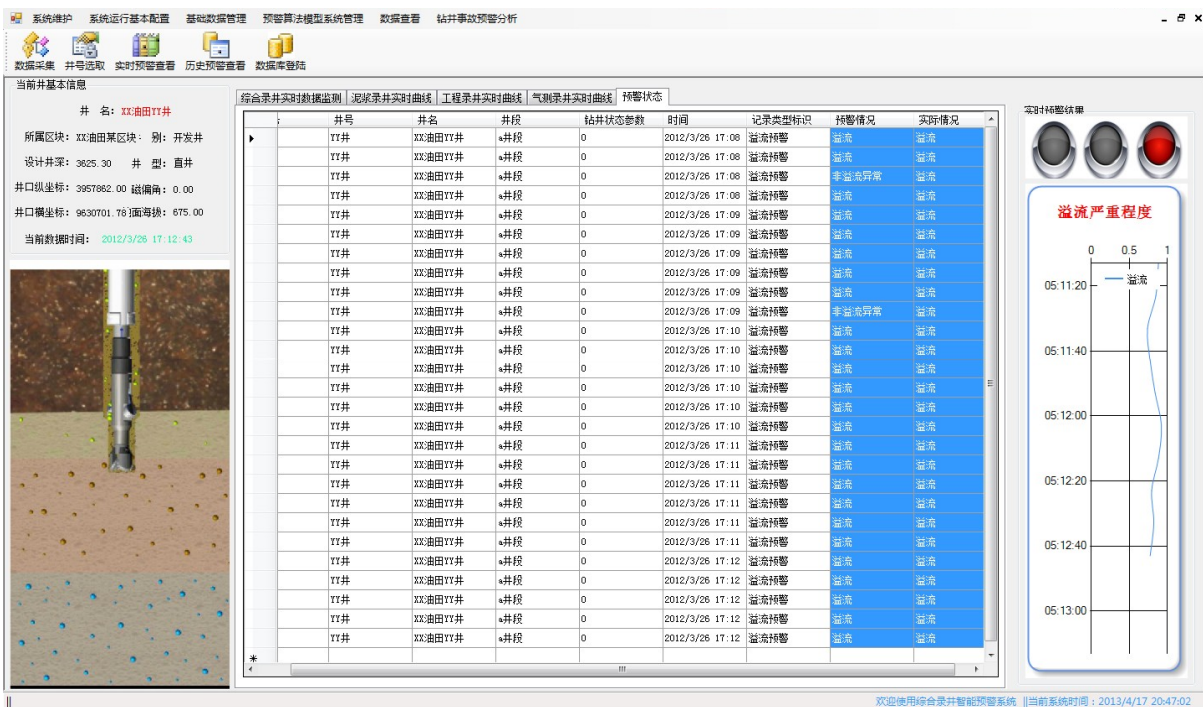 系统维护 系统运行基本配置 基础数据管理 预警算法模型系统管理 数据查看 钻井事故预警分析
数据采集 井号选取 实时预警查看 历史预警查看 数据库登陆
当前井基本信息
井 名: XX油田YY井
所属区块: XX油田某区块: 别: 开发井
设计井深: 3625.30 井 型: 直井
井口纵坐标: 3957862.00 磁偏角: 0.00
井口横坐标: 9630701.78 面海拔: 675.00
当前数据时间: 2012/3/26 17:12:43
综合录井实时数据监测 泥浆录井实时曲线 工程录井实时曲线 气测录井实时曲线 预警状态
井号 井名 井段 钻井状态参数 时间 记录类型标识 预警情况 实际情况
YY井 XX油田YY井 a井段 0 2012/3/26 17:08 溢流预警 溢流 溢流
YY井 XX油田YY井 a井段 0 2012/3/26 17:08 溢流预警 溢流 溢流
YY井 XX油田YY井 a井段 0 2012/3/26 17:08 溢流预警 非溢流异常 溢流
YY井 XX油田YY井 a井段 0 2012/3/26 17:08 溢流预警 溢流 溢流
YY井 XX油田YY井 a井段 0 2012/3/26 17:09 溢流预警 溢流 溢流
YY井 XX油田YY井 a井段 0 2012/3/26 17:09 溢流预警 溢流 溢流
YY井 XX油田YY井 a井段 0 2012/3/26 17:09 溢流预警 溢流 溢流
YY井 XX油田YY井 a井段 0 2012/3/26 17:09 溢流预警 溢流 溢流
YY井 XX油田YY井 a井段 0 2012/3/26 17:09 溢流预警 溢流 溢流
YY井 XX油田YY井 a井段 0 2012/3/26 17:09 溢流预警 非溢流异常 溢流
YY井 XX油田YY井 a井段 0 2012/3/26 17:10 溢流预警 溢流 溢流
YY井 XX油田YY井 a井段 0 2012/3/26 17:10 溢流预警 溢流 溢流
YY井 XX油田YY井 a井段 0 2012/3/26 17:10 溢流预警 溢流 溢流
YY井 XX油田YY井 a井段 0 2012/3/26 17:10 溢流预警 溢流 溢流
YY井 XX油田YY井 a井段 0 2012/3/26 17:10 溢流预警 溢流 溢流
YY井 XX油田YY井 a井段 0 2012/3/26 17:10 溢流预警 溢流 溢流
YY井 XX油田YY井 a井段 0 2012/3/26 17:11 溢流预警 溢流 溢流
YY井 XX油田YY井 a井段 0 2012/3/26 17:11 溢流预警 溢流 溢流
YY井 XX油田YY井 a井段 0 2012/3/26 17:11 溢流预警 溢流 溢流
YY井 XX油田YY井 a井段 0 2012/3/26 17:11 溢流预警 溢流 溢流
YY井 XX油田YY井 a井段 0 2012/3/26 17:11 溢流预警 溢流 溢流
YY井 XX油田YY井 a井段 0 2012/3/26 17:11 溢流预警 溢流 溢流
YY井 XX油田YY井 a井段 0 2012/3/26 17:12 溢流预警 溢流 溢流
YY井 XX油田YY井 a井段 0 2012/3/26 17:12 溢流预警 溢流 溢流
YY井 XX油田YY井 a井段 0 2012/3/26 17:12 溢流预警 溢流 溢流
YY井 XX油田YY井 a井段 0 2012/3/26 17:12 溢流预警 溢流 溢流
YY井 XX油田YY井 a井段 0 2012/3/26 17:12 溢流预警 溢流 溢流
实时预警结果
溢流严重程度
0 0.5 1
溢流
05:11:20
05:11:40
05:12:00
05:12:20
05:12:40
05:13:00
欢迎使用综合录井智能预警系统 ||当前系统时间:2013/4/17 20:47:02